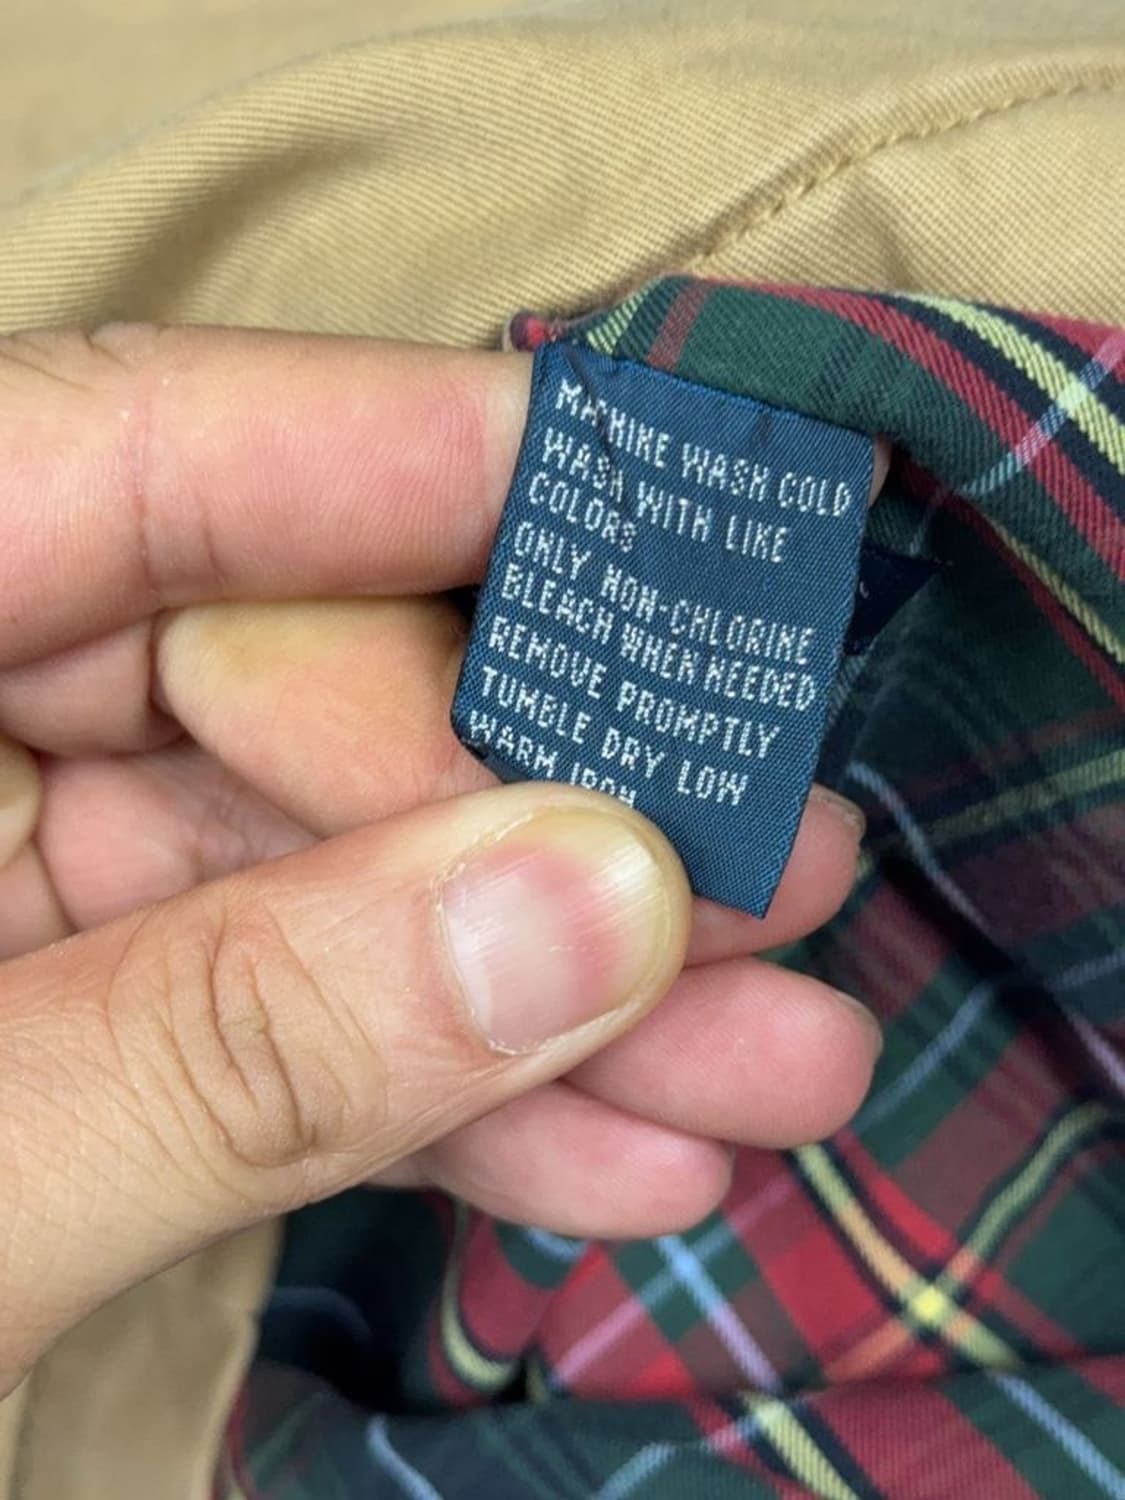 MACHINE WASH COLD
WASH WITH LIKE
COLORS
ONLY NON-CHLORINE
BLEACH WHEN NEEDED
REMOVE PROMPTLY
TUMBLE DRY LOW
WARM IRON